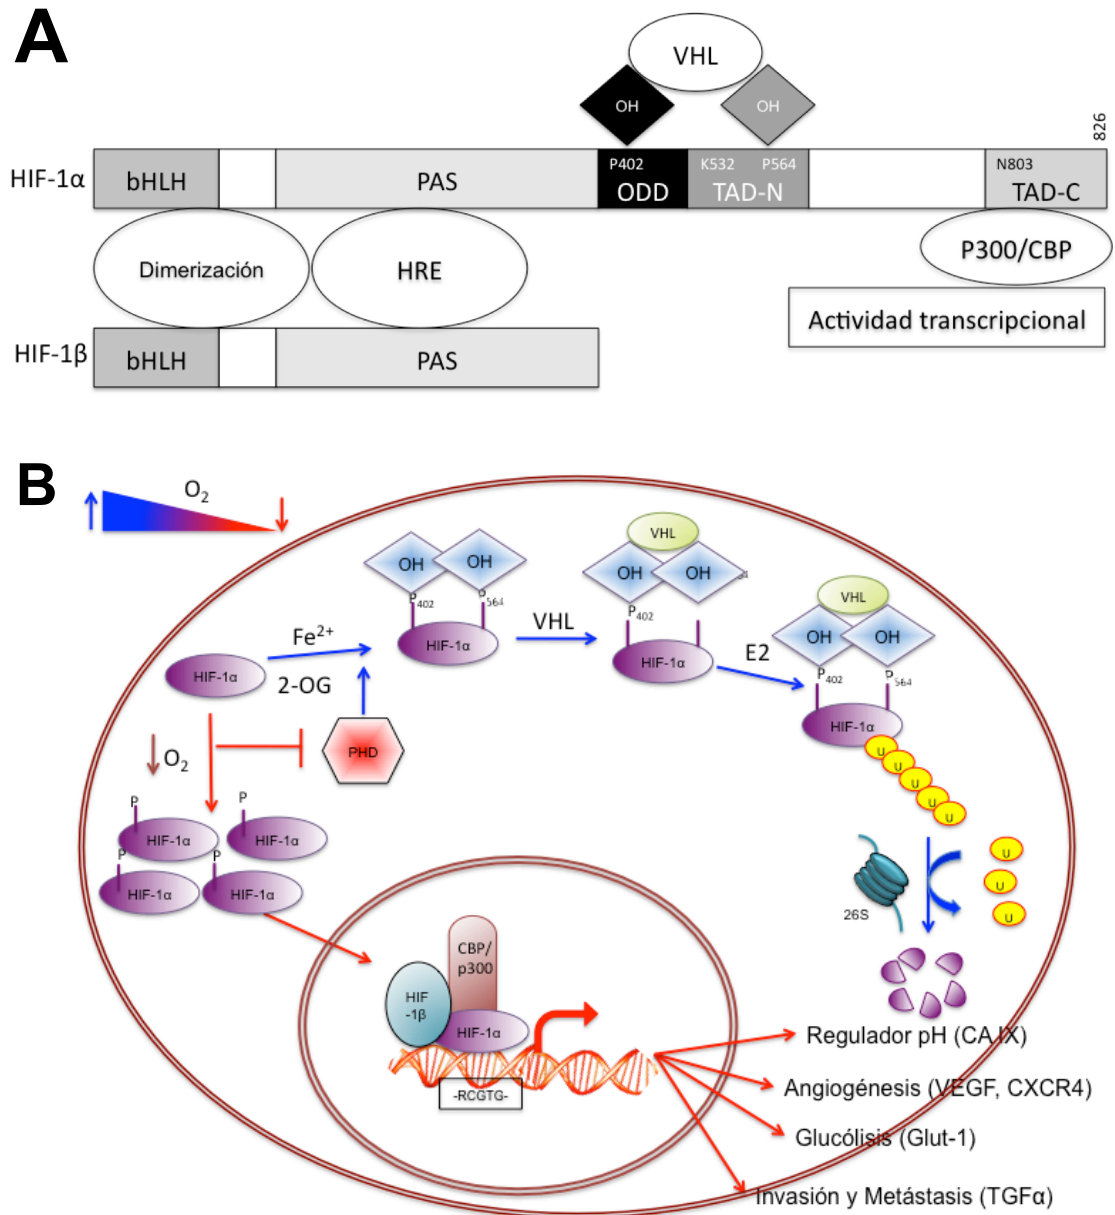 A
VHL
OH
OH
826
HIF-1α
bHLH
PAS
P402
ODD
K532 P564
TAD-N
N803
TAD-C
Dimerización
HRE
P300/CBP
Actividad transcripcional
HIF-1β
bHLH
PAS
B
O2
OH
OH
P402
P564
HIF-1α
VHL
OH
OH
P402
HIF-1α
VHL
OH
OH
P402
P564
HIF-1α
U
U
U
U
U
Fe2+
2-OG
VHL
E2
HIF-1α
PHD
O2
P
HIF-1α
P
HIF-1α
P
HIF-1α
P
HIF-1α
26S
U
U
U
CBP/
p300
HIF
-1β
HIF-1α
-RCGTG-
Regulador pH (CA IX)
Angiogénesis (VEGF, CXCR4)
Glucólisis (Glut-1)
Invasión y Metástasis (TGFα)